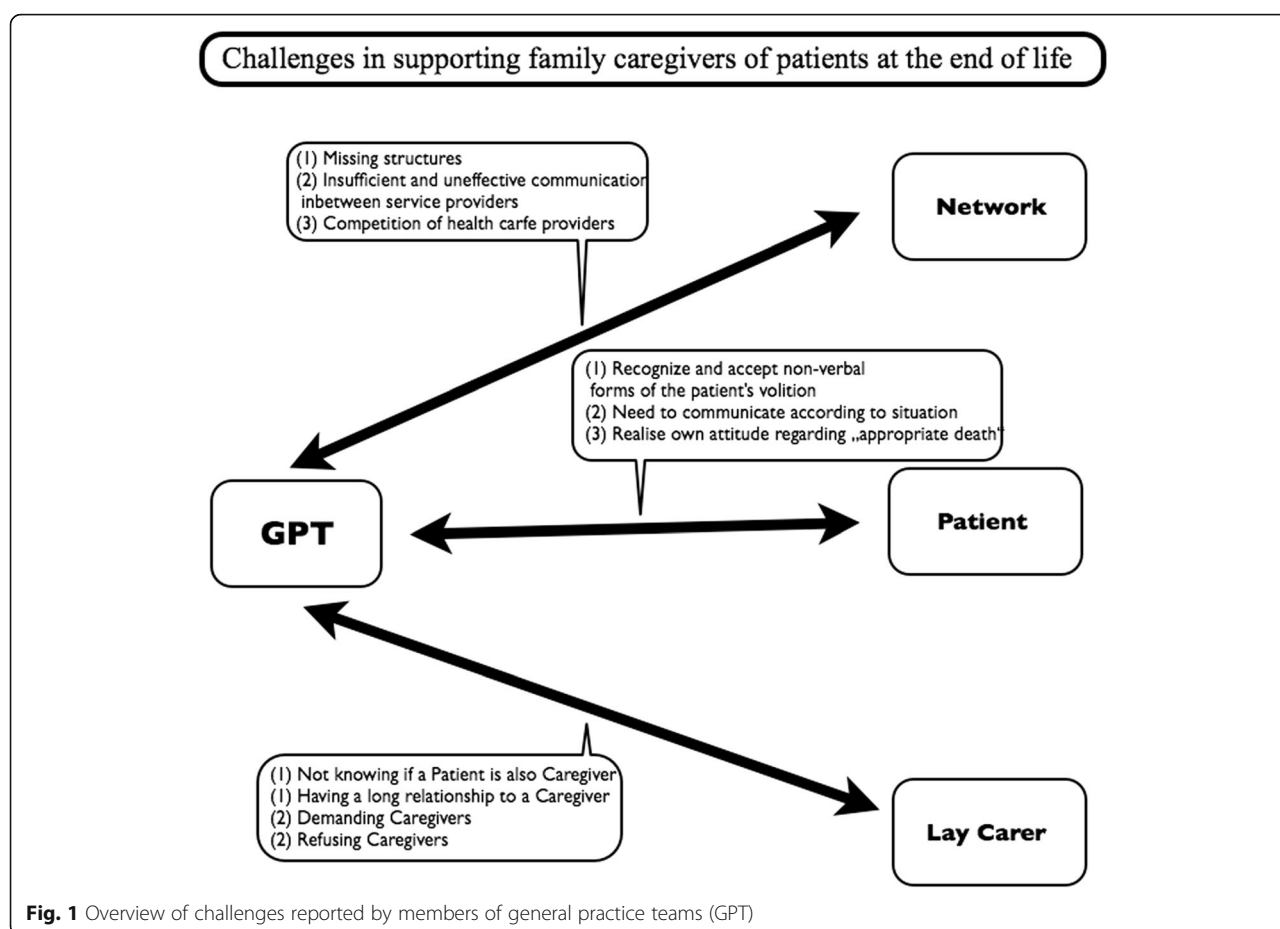 Challenges in supporting family caregivers of patients at the end of life
(1) Missing structures
(2) Insufficient and uneffective communication
inbetween service providers
(3) Competition of health carfe providers
Network
(1) Recognize and accept non-verbal
forms of the patient's volition
(2) Need to communicate according to situation
(3) Realise own attitude regarding „appropriate death“
GPT
Patient
(1) Not knowing if a Patient is also Caregiver
(1) Having a long relationship to a Caregiver
(2) Demanding Caregivers
(2) Refusing Caregivers
Lay Carer
Fig. 1 Overview of challenges reported by members of general practice teams (GPT)